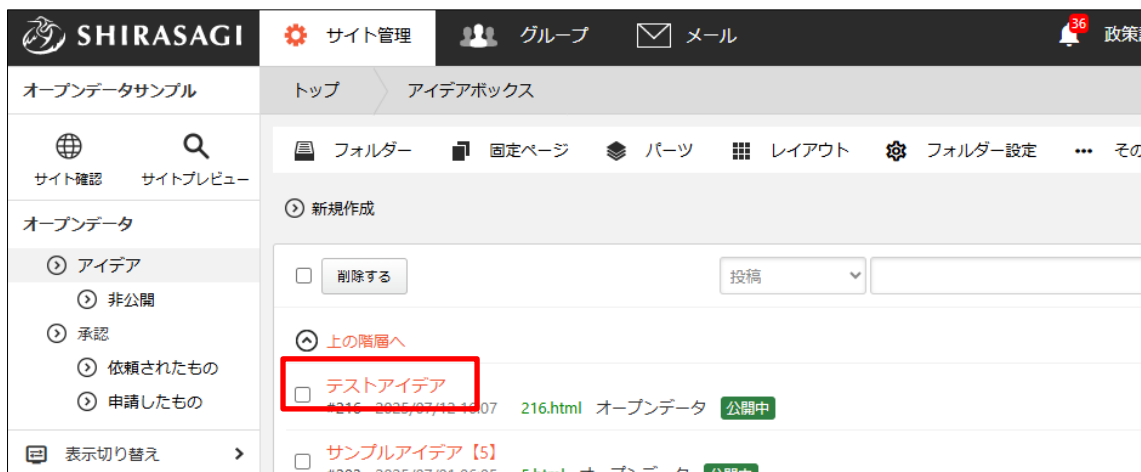 SHIRASAGI サイト管理 グループ メール 36 政策
オープンデータサンプル トップ アイデアボックス
サイト確認 サイトプレビュー
フォルダー 固定ページ パーツ レイアウト フォルダー設定 ••• その
オープンデータ
新規作成
アイデア
非公開
承認
依頼されたもの
申請したもの
表示切り替え
削除する 投稿
上の階層へ
テストアイデア
#216 2025/07/12 16:07 216.html オープンデータ 公開中
サンプルアイデア【5】